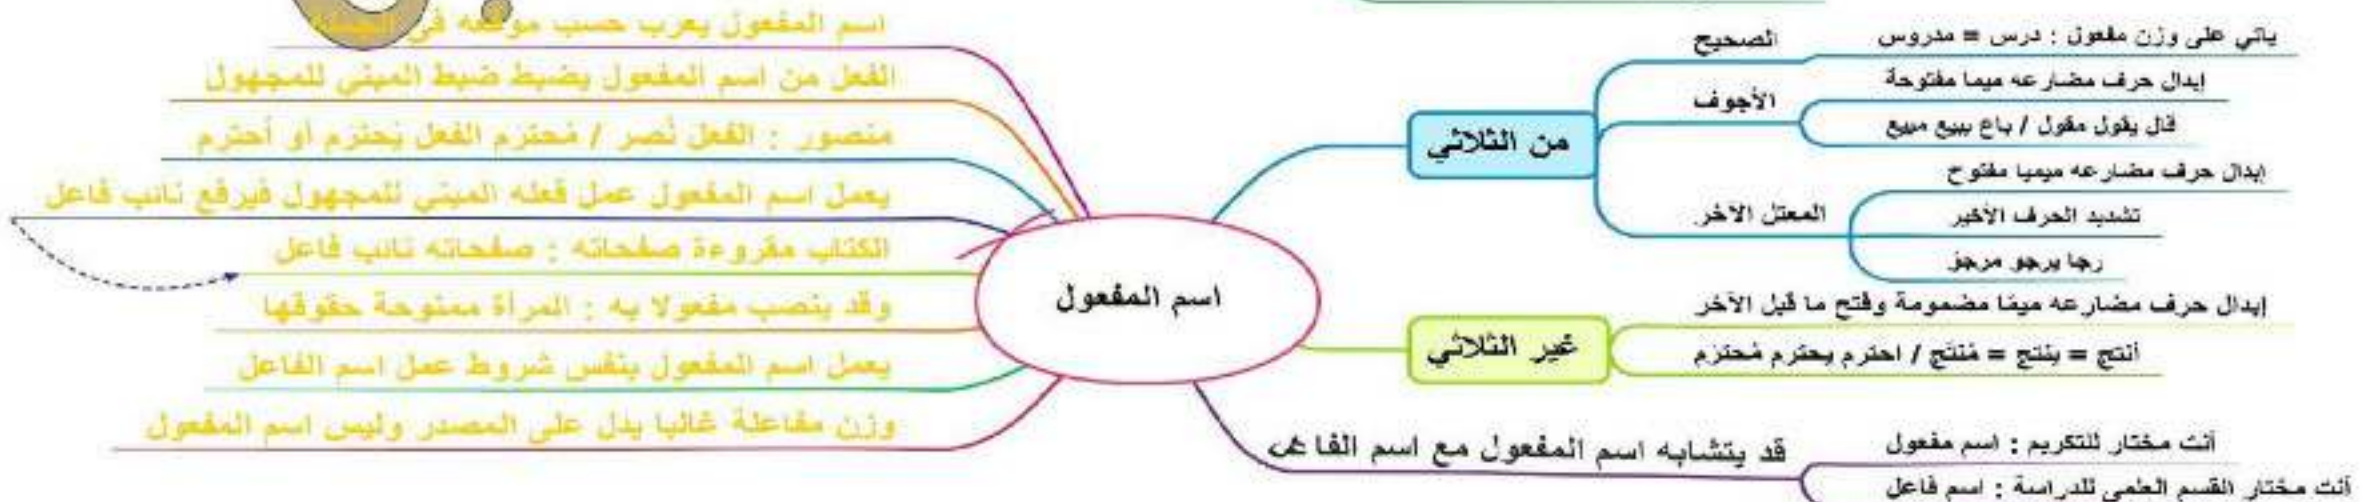 اسم المفعول
من الثلاثي
الصحيح
ياتي على وزن مفعول : درس = مدروس
الأجوف
إبدال حرف مضارعه ميما مفتوحة
قال يقول مقول / باع يبيع مبيع
المعتل الآخر
إبدال حرف مضارعه ميميا مفتوح
تشديد الحرف الأخير
رجا يرجو مرجو
غير الثلاثي
إبدال حرف مضارعه ميمًا مضمومة وفتح ما قبل الآخر
أنتج = ينتج = مُنتَج / احترم يحترم مُحترَم
قد يتشابه اسم المفعول مع اسم الفاعل
أنت مختار للتكريم : اسم مفعول
أنت مختار القسم العلمي للدراسة : اسم فاعل
اسم المفعول يعرب حسب موقعه في الجملة
الفعل من اسم المفعول يضبط ضبط المبني للمجهول
منصور : الفعل نُصر / مُحترم الفعل يُحترم أو أحترم
يعمل اسم المفعول عمل فعله المبني للمجهول فيرفع نائب فاعل
الكتاب مقروءة صفحاته : صفحاته نائب فاعل
وقد ينصب مفعولا به : المرأة ممنوحة حقوقها
يعمل اسم المفعول بنفس شروط عمل اسم الفاعل
وزن مفاعلة غالبا يدل على المصدر وليس اسم المفعول